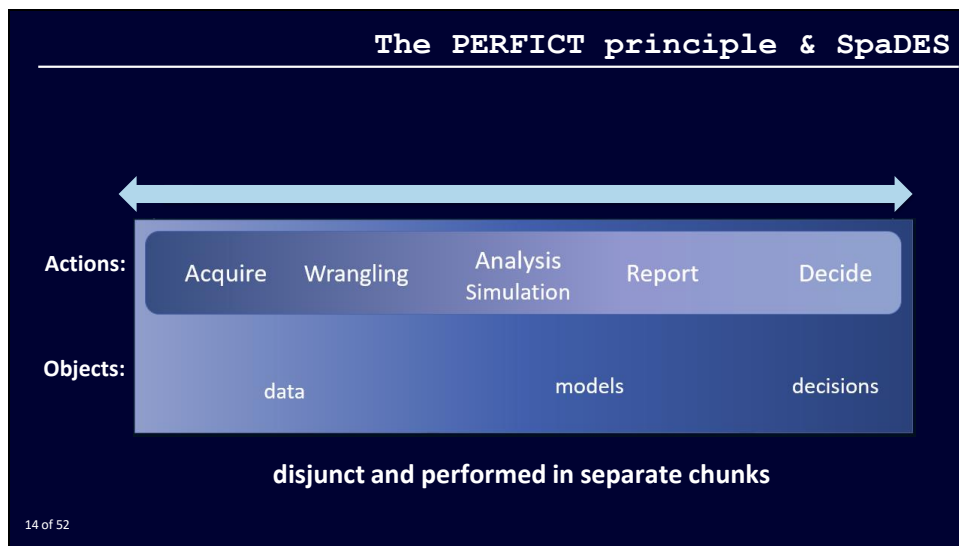 The PERFICT principle & SpaDES
Actions:
Acquire
Wrangling
Analysis
Simulation
Report
Decide
Objects:
data
models
decisions
disjunct and performed in separate chunks
14 of 52